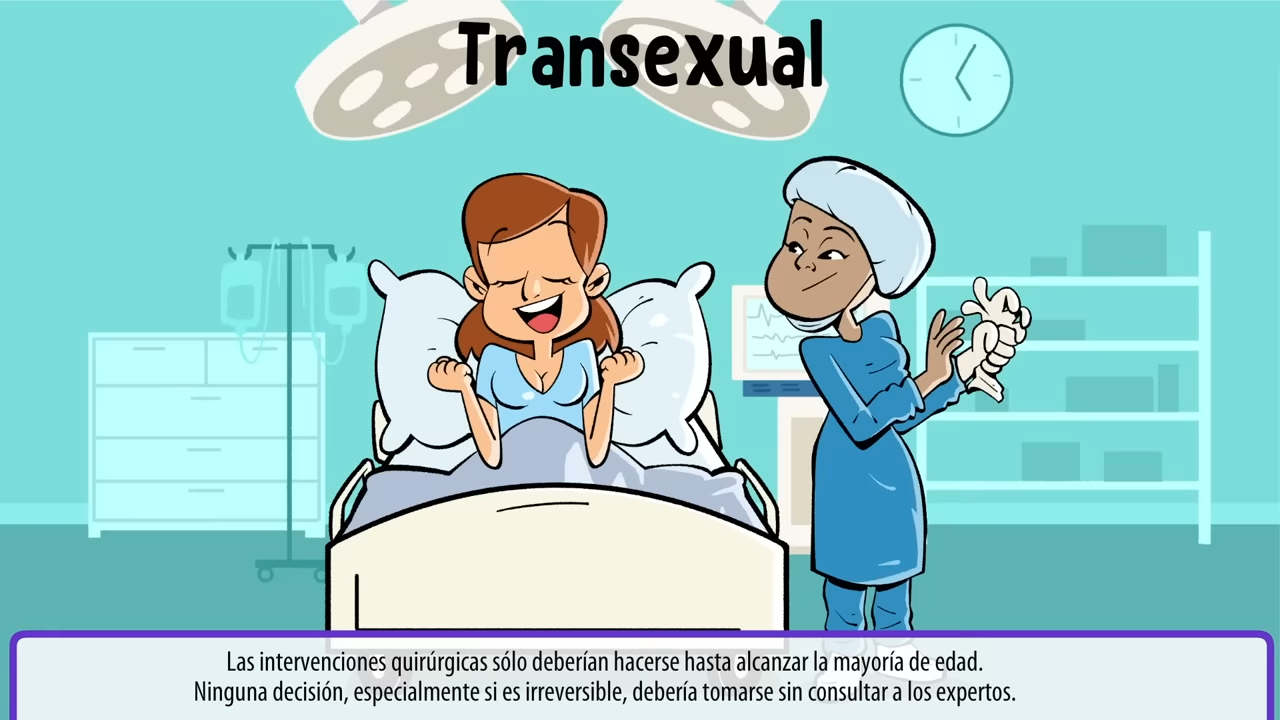 Transexual
Las intervenciones quirúrgicas sólo deberían hacerse hasta alcanzar la mayoría de edad.
Ninguna decisión, especialmente si es irreversible, debería tomarse sin consultar a los expertos.